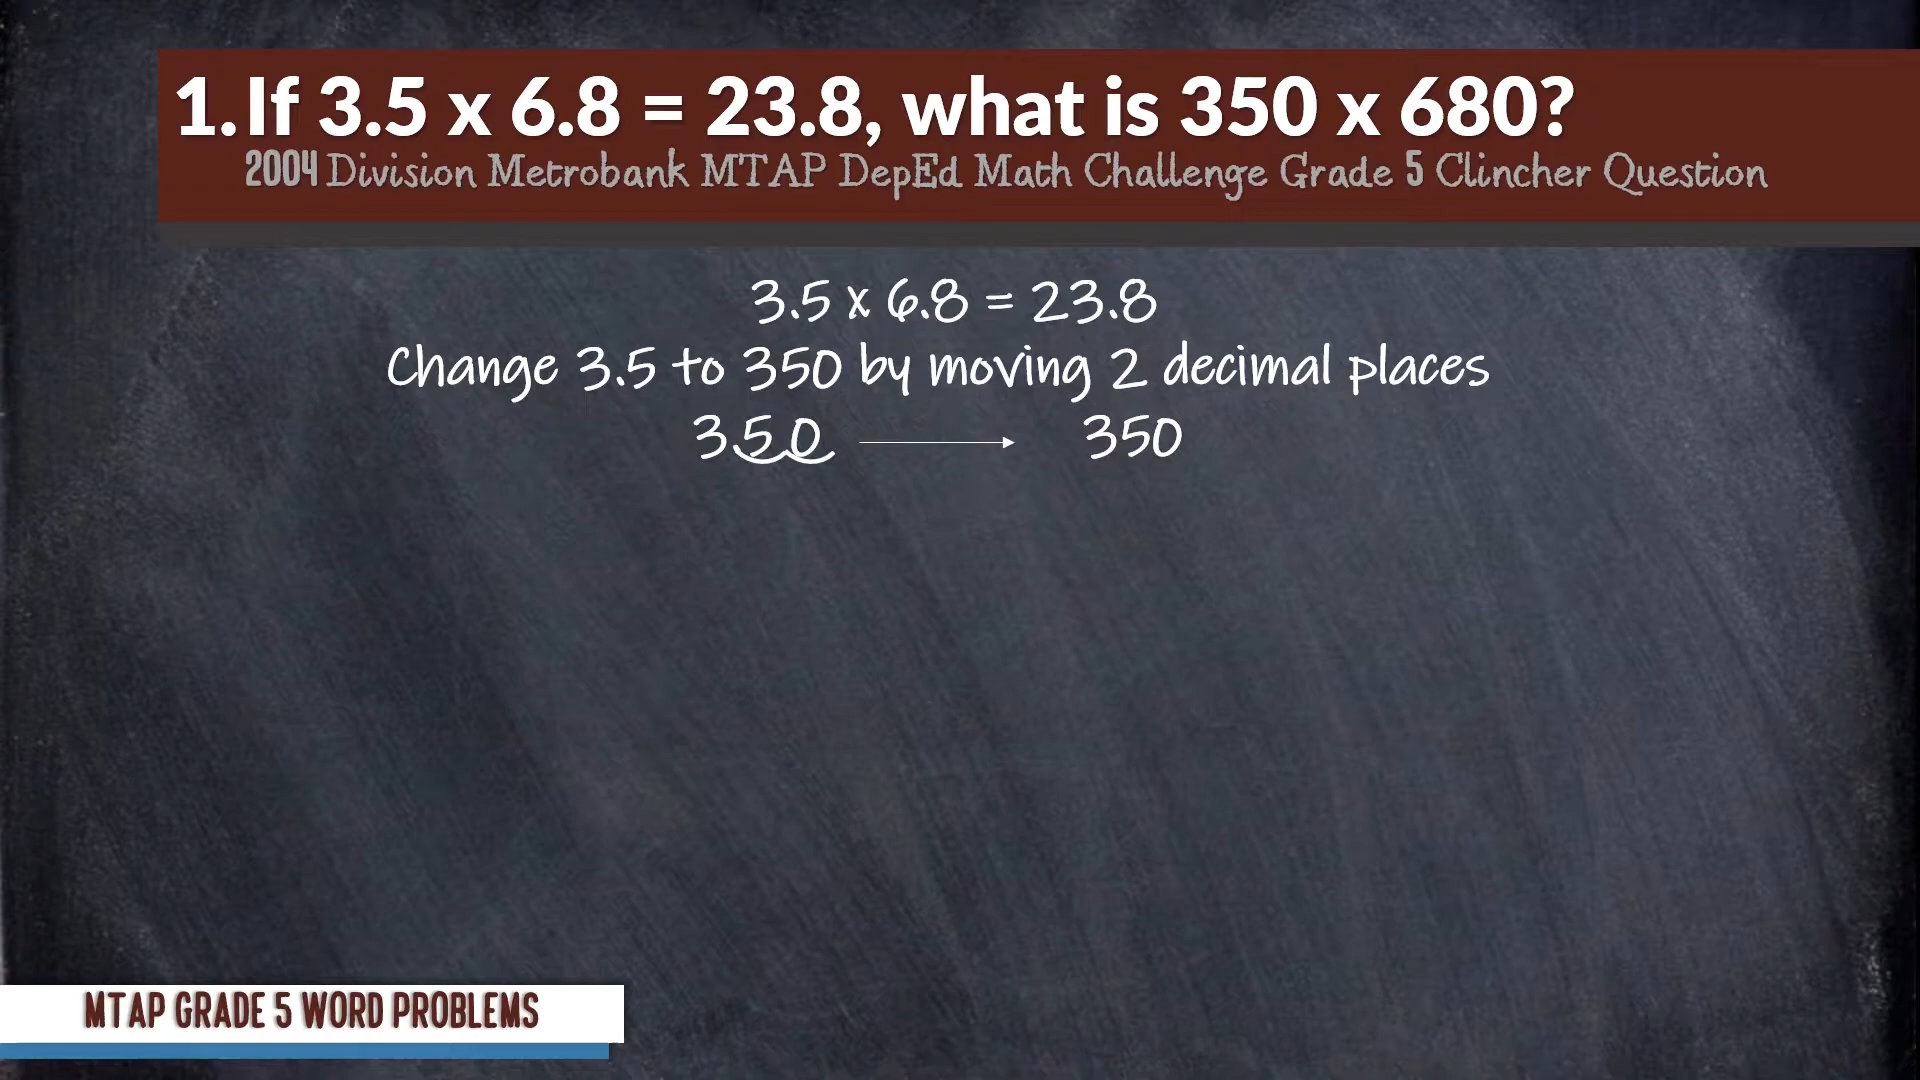 1. If 3.5 x 6.8 = 23.8, what is 350 x 680?
2004 Division Metrobank MTAP DepEd Math Challenge Grade 5 Clincher Question
3.5 x 6.8 = 23.8
Change 3.5 to 350 by moving 2 decimal places
3.50 → 350
MTAP GRADE 5 WORD PROBLEMS